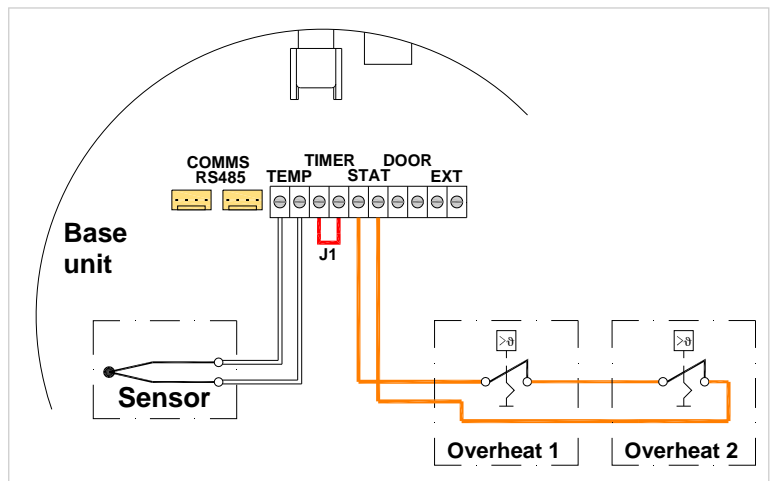 COMMS
RS485
TIMER
DOOR
TEMP
STAT
EXT
Base
unit
J1
>ϑ
>ϑ
Sensor
Overheat 1
Overheat 2